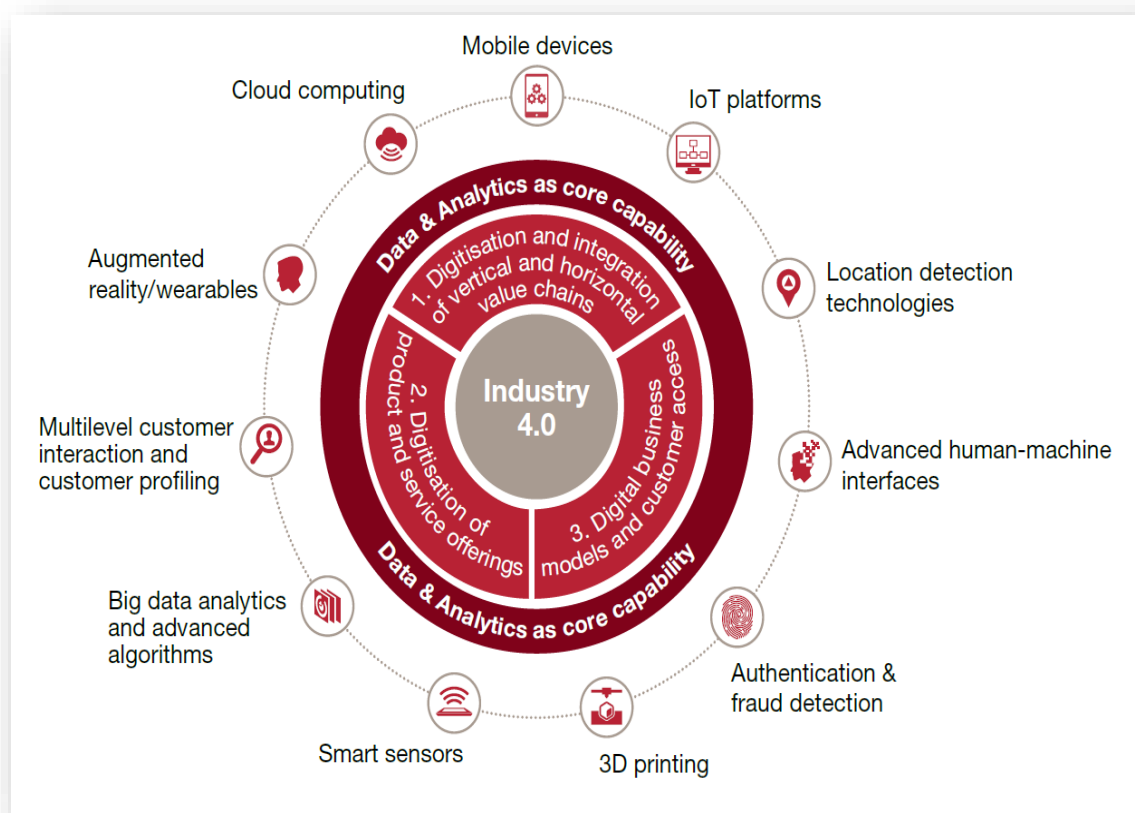 Mobile devices
Cloud computing
IoT platforms
Augmented
reality/wearables
Location detection
technologies
Multilevel customer
interaction and
customer profiling
Advanced human-machine
interfaces
Big data analytics
and advanced
algorithms
Authentication &
fraud detection
Smart sensors
3D printing
Data & Analytics as core capability
1. Digitisation and integration
of vertical and horizontal
value chains
2. Digitisation of
product and service offerings
3. Digital business
models and customer access
Industry
4.0
Data & Analytics as core capability